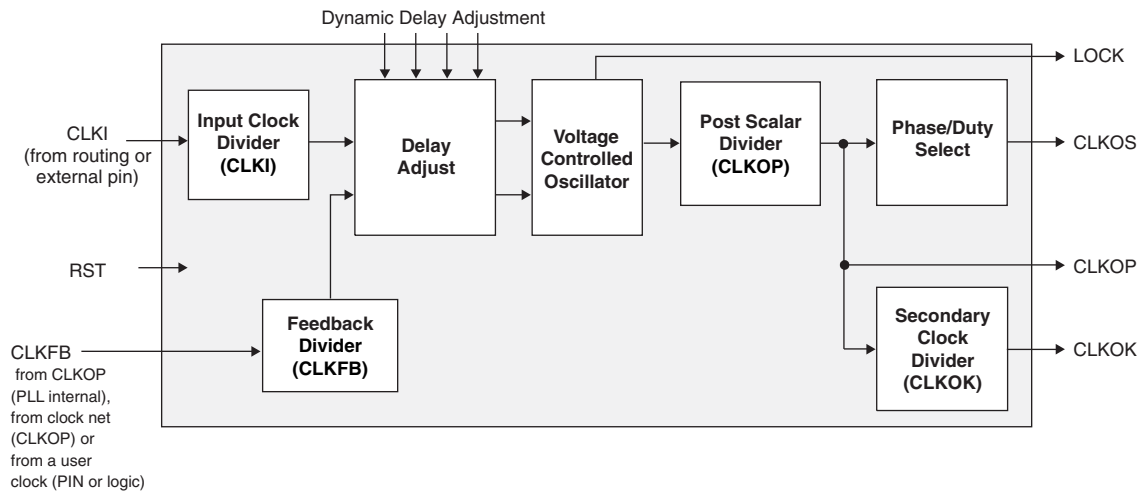 Dynamic Delay Adjustment
LOCK
CLKI
(from routing or
external pin)
Input Clock
Divider
(CLKI)
Delay
Adjust
Voltage
Controlled
Oscillator
Post Scalar
Divider
(CLKOP)
Phase/Duty
Select
CLKOS
RST
CLKOP
CLKFB
from CLKOP
(PLL internal),
from clock net
(CLKOP) or
from a user
clock (PIN or logic)
Feedback
Divider
(CLKFB)
Secondary
Clock
Divider
(CLKOK)
CLKOK